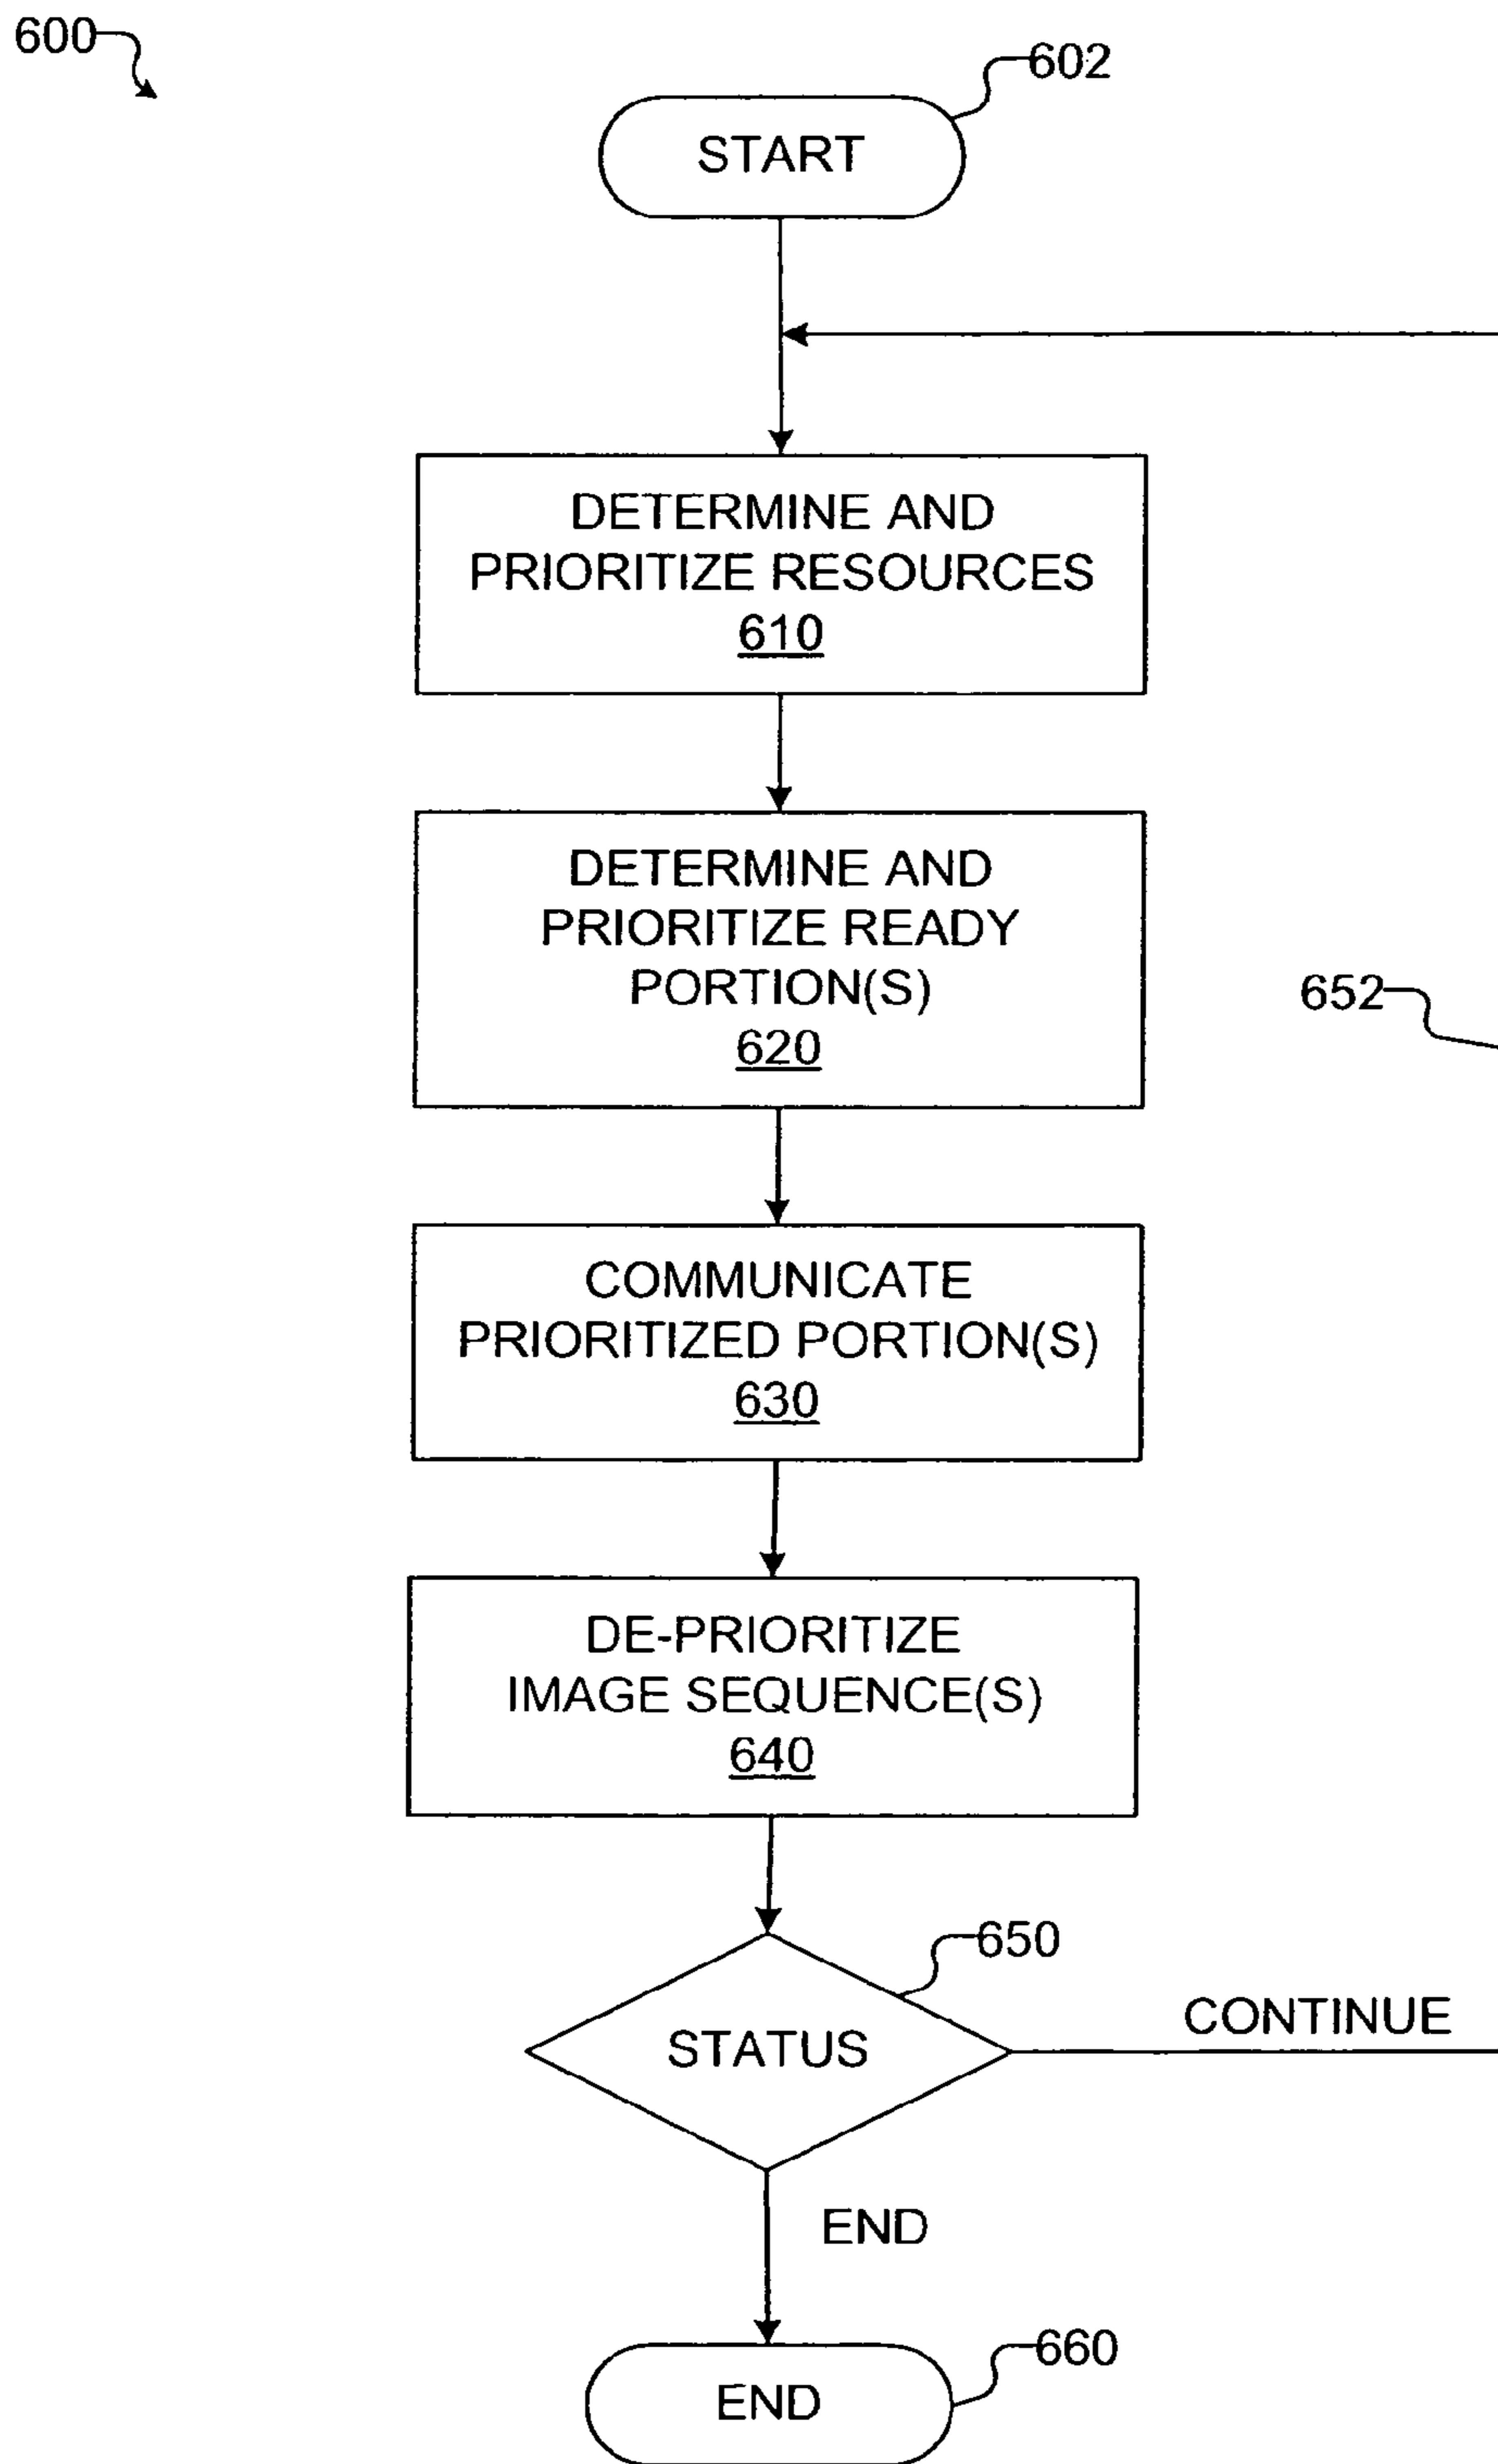 600
602
START
DETERMINE AND
PRIORITIZE RESOURCES
610
DETERMINE AND
PRIORITIZE READY
PORTION(S)
620
652
COMMUNICATE
PRIORITIZED PORTION(S)
630
DE-PRIORITIZE
IMAGE SEQUENCE(S)
640
650
STATUS
CONTINUE
END
660
END